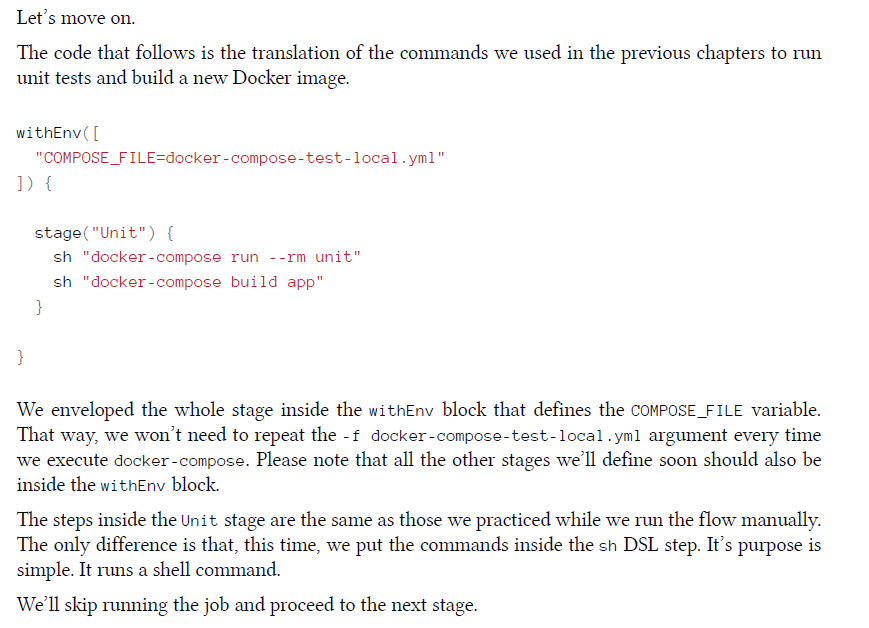 Let's move on.
The code that follows is the translation of the commands we used in the previous chapters to run
unit tests and build a new Docker image.
withEnv([
  "COMPOSE_FILE=docker-compose-test-local.yml"
]) {
  stage("Unit") {
    sh "docker-compose run --rm unit"
    sh "docker-compose build app"
  }
}
We enveloped the whole stage inside the withEnv block that defines the COMPOSE_FILE variable.
That way, we won't need to repeat the -f docker-compose-test-local.yml argument every time
we execute docker-compose. Please note that all the other stages we'll define soon should also be
inside the withEnv block.
The steps inside the Unit stage are the same as those we practiced while we run the flow manually.
The only difference is that, this time, we put the commands inside the sh DSL step. It's purpose is
simple. It runs a shell command.
We'll skip running the job and proceed to the next stage.